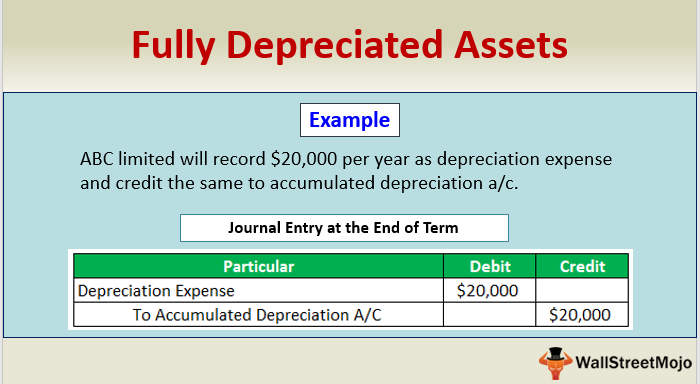 Fully Depreciated Assets
Example
ABC limited will record $20,000 per year as depreciation expense
and credit the same to accumulated depreciation a/c.
Journal Entry at the End of Term
Particular Debit Credit
Depreciation Expense $20,000
To Accumulated Depreciation A/C $20,000
WallStreetMojo